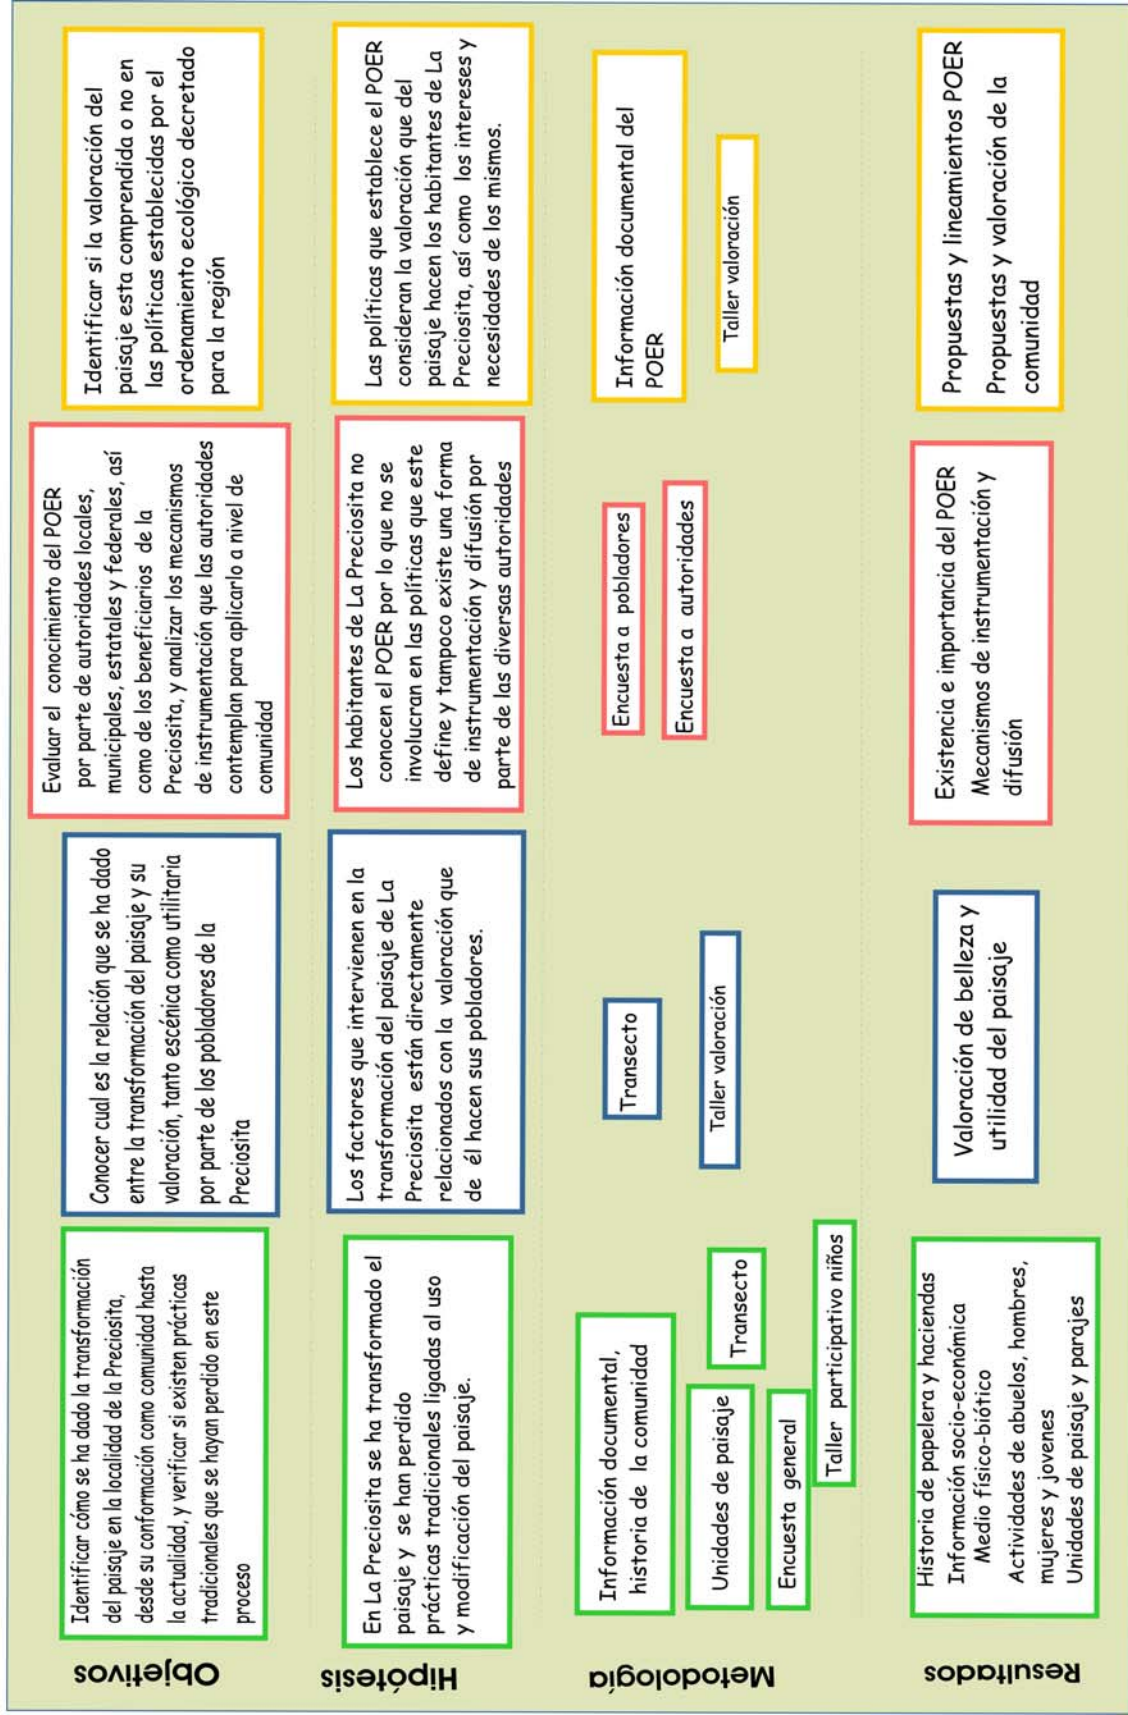 Objetivos
Identificar cómo se ha dado la transformación
del paisaje en la localidad de la Preciosita,
desde su conformación como comunidad hasta
la actualidad, y verificar si existen prácticas
tradicionales que se hayan perdido en este
proceso
Conocer cual es la relación que se ha dado
entre la transformación del paisaje y su
valoración, tanto escénica como utilitaria
por parte de los pobladores de la
Preciosita
Evaluar el conocimiento del POER
por parte de autoridades locales,
municipales, estatales y federales, así
como de los beneficiarios de la
Preciosita, y analizar los mecanismos
de instrumentación que las autoridades
contemplan para aplicarlo a nivel de
comunidad
Identificar si la valoración del
paisaje esta comprendida o no en
las políticas establecidas por el
ordenamiento ecológico decretado
para la región
Hipótesis
En La Preciosita se ha transformado el
paisaje y se han perdido
prácticas tradicionales ligadas al uso
y modificación del paisaje.
Los factores que intervienen en la
transformación del paisaje de La
Preciosita están directamente
relacionados con la valoración que
de él hacen sus pobladores.
Los habitantes de La Preciosita no
conocen el POER por lo que no se
involucran en las políticas que este
define y tampoco existe una forma
de instrumentación y difusión por
parte de las diversas autoridades
Las políticas que establece el POER
consideran la valoración que del
paisaje hacen los habitantes de La
Preciosita, así como los intereses y
necesidades de los mismos.
Metodología
Información documental,
historia de la comunidad
Unidades de paisaje
Transecto
Encuesta general
Taller participativo niños
Transecto
Taller valoración
Encuesta a pobladores
Encuesta a autoridades
Información documental del
POER
Taller valoración
Resultados
Historia de papelera y haciendas
Información socio-económica
Medio físico-biótico
Actividades de abuelos, hombres,
mujeres y jovenes
Unidades de paisaje y parajes
Valoración de belleza y
utilidad del paisaje
Existencia e importancia del POER
Mecanismos de instrumentación y
difusión
Propuestas y lineamientos POER
Propuestas y valoración de la
comunidad